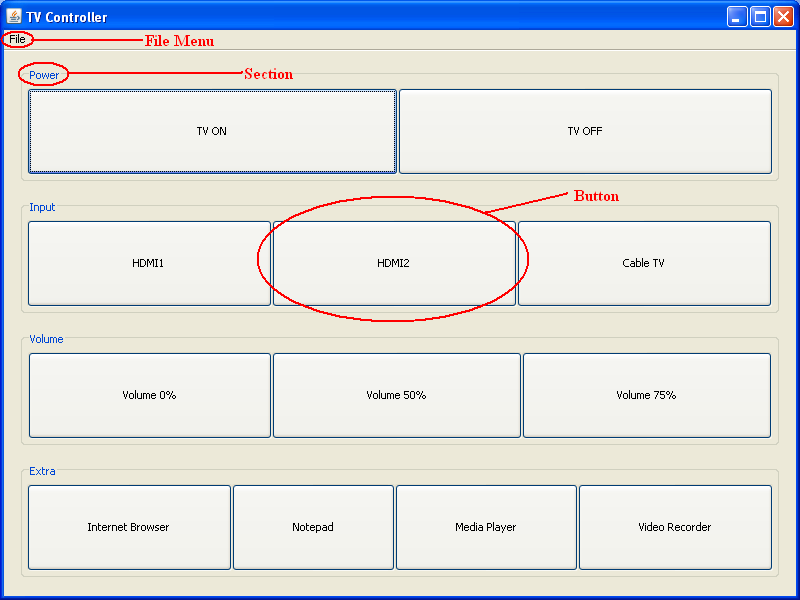 TV Controller
File
File Menu
Power
Section
TV ON
TV OFF
Button
Input
HDMI1
HDMI2
Cable TV
Volume
Volume 0%
Volume 50%
Volume 75%
Extra
Internet Browser
Notepad
Media Player
Video Recorder